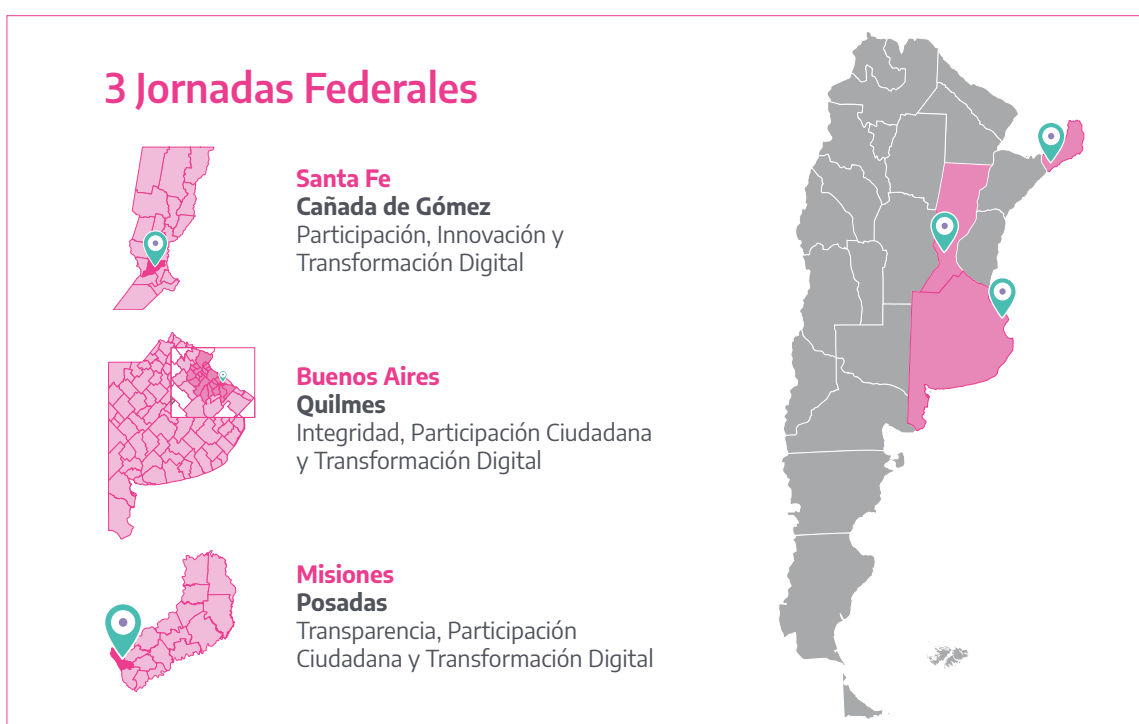 3 Jornadas Federales
Santa Fe
Cañada de Gómez
Participación, Innovación y
Transformación Digital
Buenos Aires
Quilmes
Integridad, Participación Ciudadana
y Transformación Digital
Misiones
Posadas
Transparencia, Participación
Ciudadana y Transformación Digital